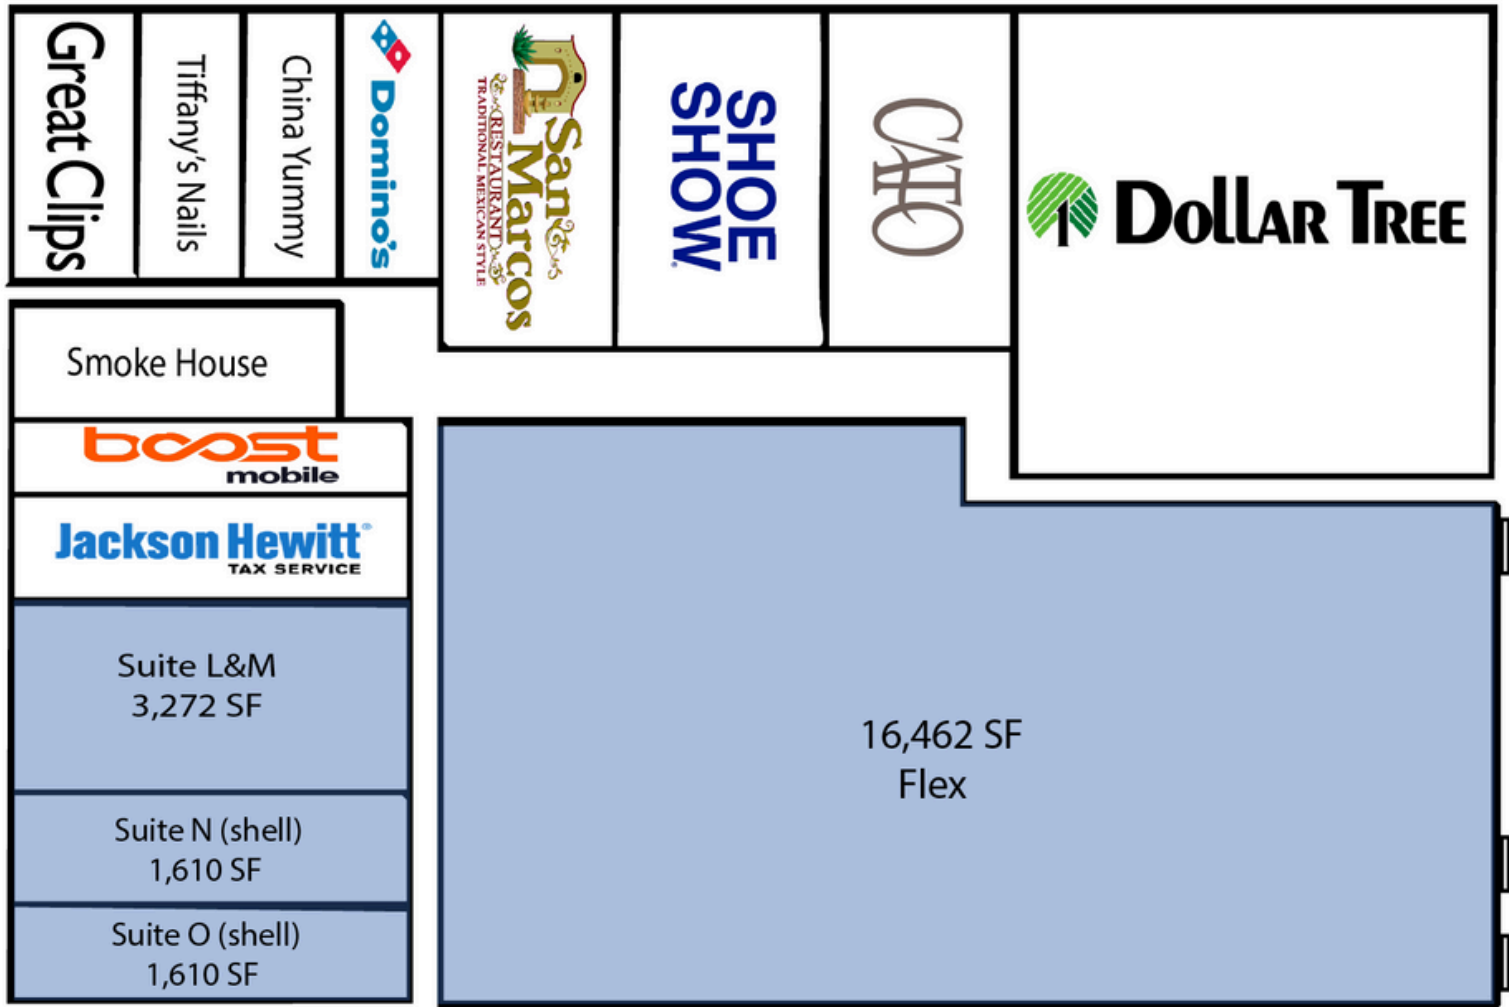 Great Clips
Tiffany's Nails
China Yummy
Domino's
San
Marcos
RESTAURANT
TRADITIONAL MEXICAN STYLE
SHOE
SHOW®
CATO
1 DOLLAR TREE
Smoke House
boost
mobile
Jackson Hewitt®
TAX SERVICE
Suite L&M
3,272 SF
Suite N (shell)
1,610 SF
Suite O (shell)
1,610 SF
16,462 SF
Flex